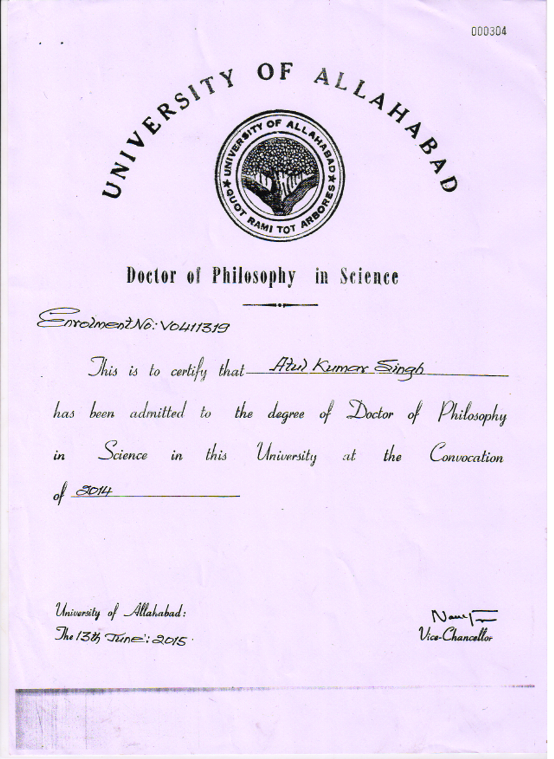 000304
UNIVERSITY OF ALLAHABAD
UNIVERSITY OF ALLAHABAD
★ QUOT RAMI TOT ARBORES ★
Doctor of Philosophy in Science
Enrolment No: V0411319
This is to certify that Atul Kumar Singh
has been admitted to the degree of Doctor of Philosophy
in Science in this University at the Convocation
of 2014
University of Allahabad:
The 13th June: 2015
Vice-Chancellor